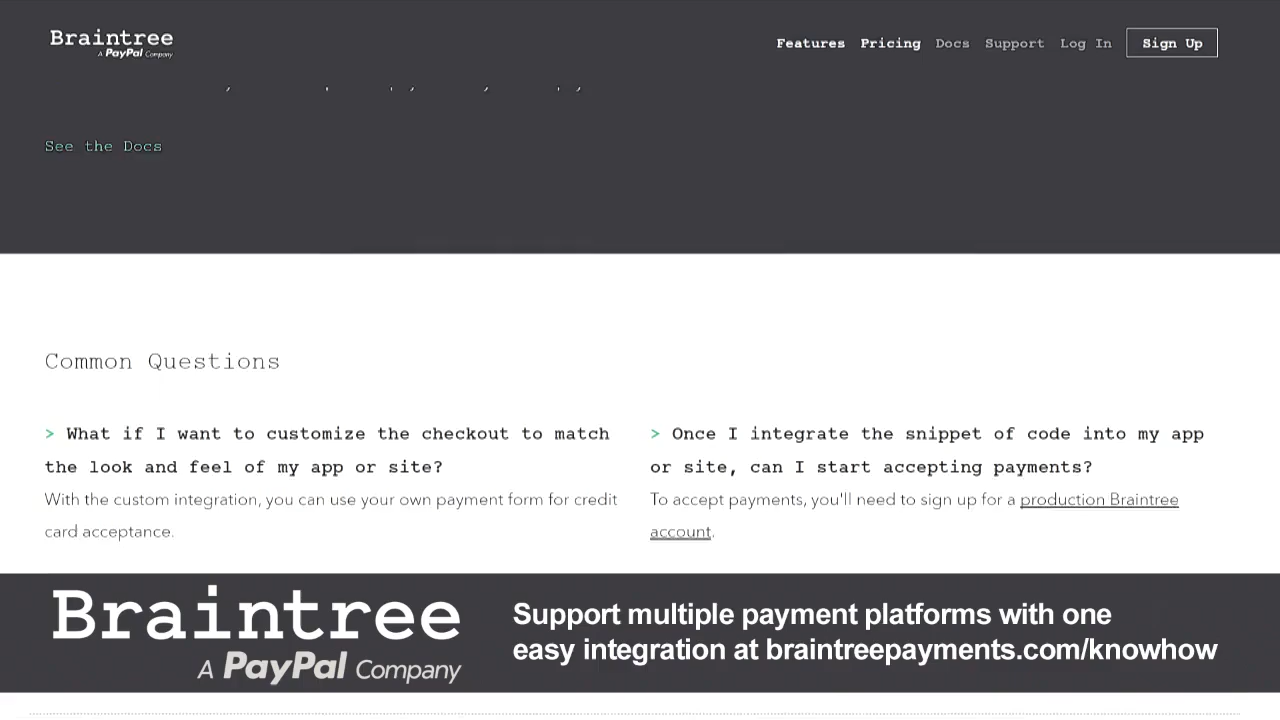 Braintree
A PayPal Company
Features Pricing Docs Support Log In Sign Up
See the Docs
Common Questions
> What if I want to customize the checkout to match
the look and feel of my app or site?
With the custom integration, you can use your own payment form for credit
card acceptance.
> Once I integrate the snippet of code into my app
or site, can I start accepting payments?
To accept payments, you'll need to sign up for a production Braintree
account.
Braintree
A PayPal Company
Support multiple payment platforms with one
easy integration at braintreepayments.com/knowhow